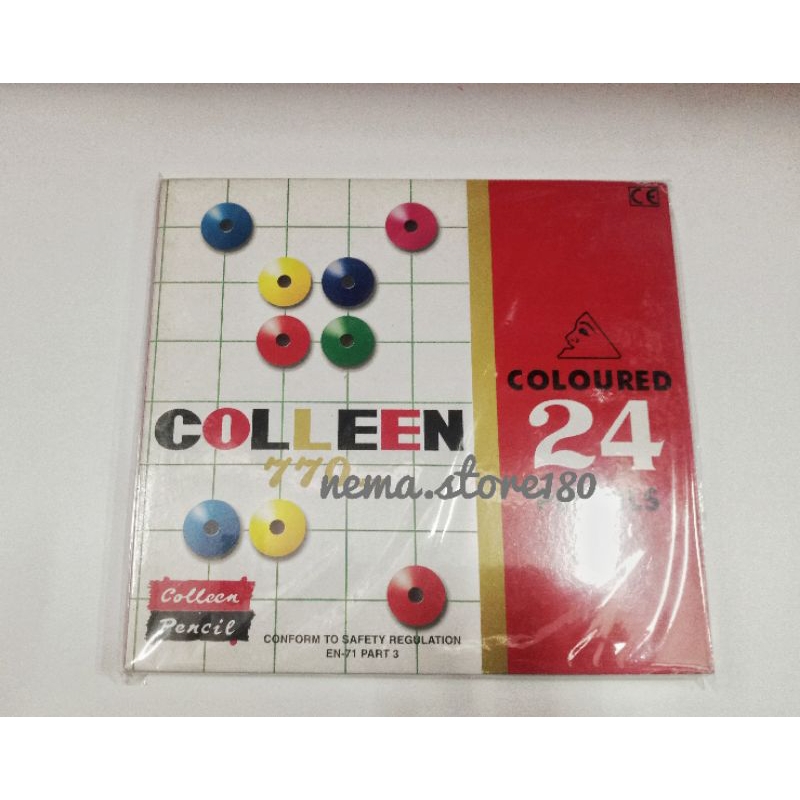 CE
COLOURED
24
COLLEEN
770
nema.store180
Colleen
Pencil
CONFORM TO SAFETY REGULATION
EN-71 PART 3